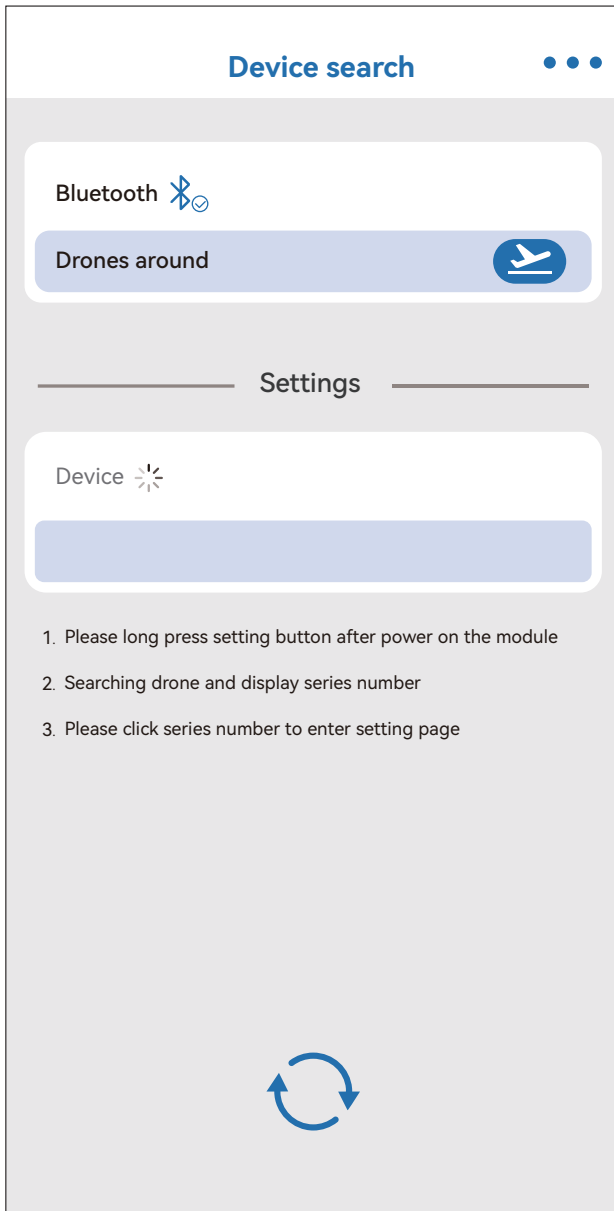 Device search
Bluetooth
Drones around
Settings
Device
1. Please long press setting button after power on the module
2. Searching drone and display series number
3. Please click series number to enter setting page